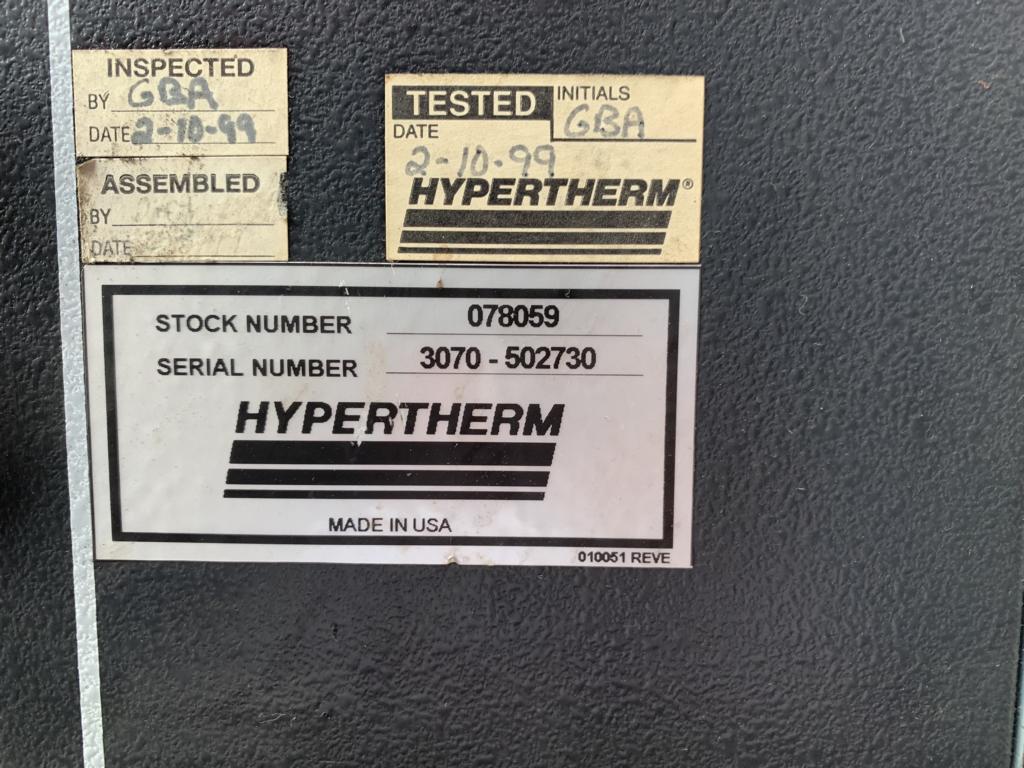 INSPECTED
BY GBA
DATE 2-10-99
ASSEMBLED
BY
DATE
TESTED INITIALS
GBA
DATE
2-10-99
HYPERTHERM®
STOCK NUMBER 078059
SERIAL NUMBER 3070 - 502730
HYPERTHERM
MADE IN USA
010051 REVE